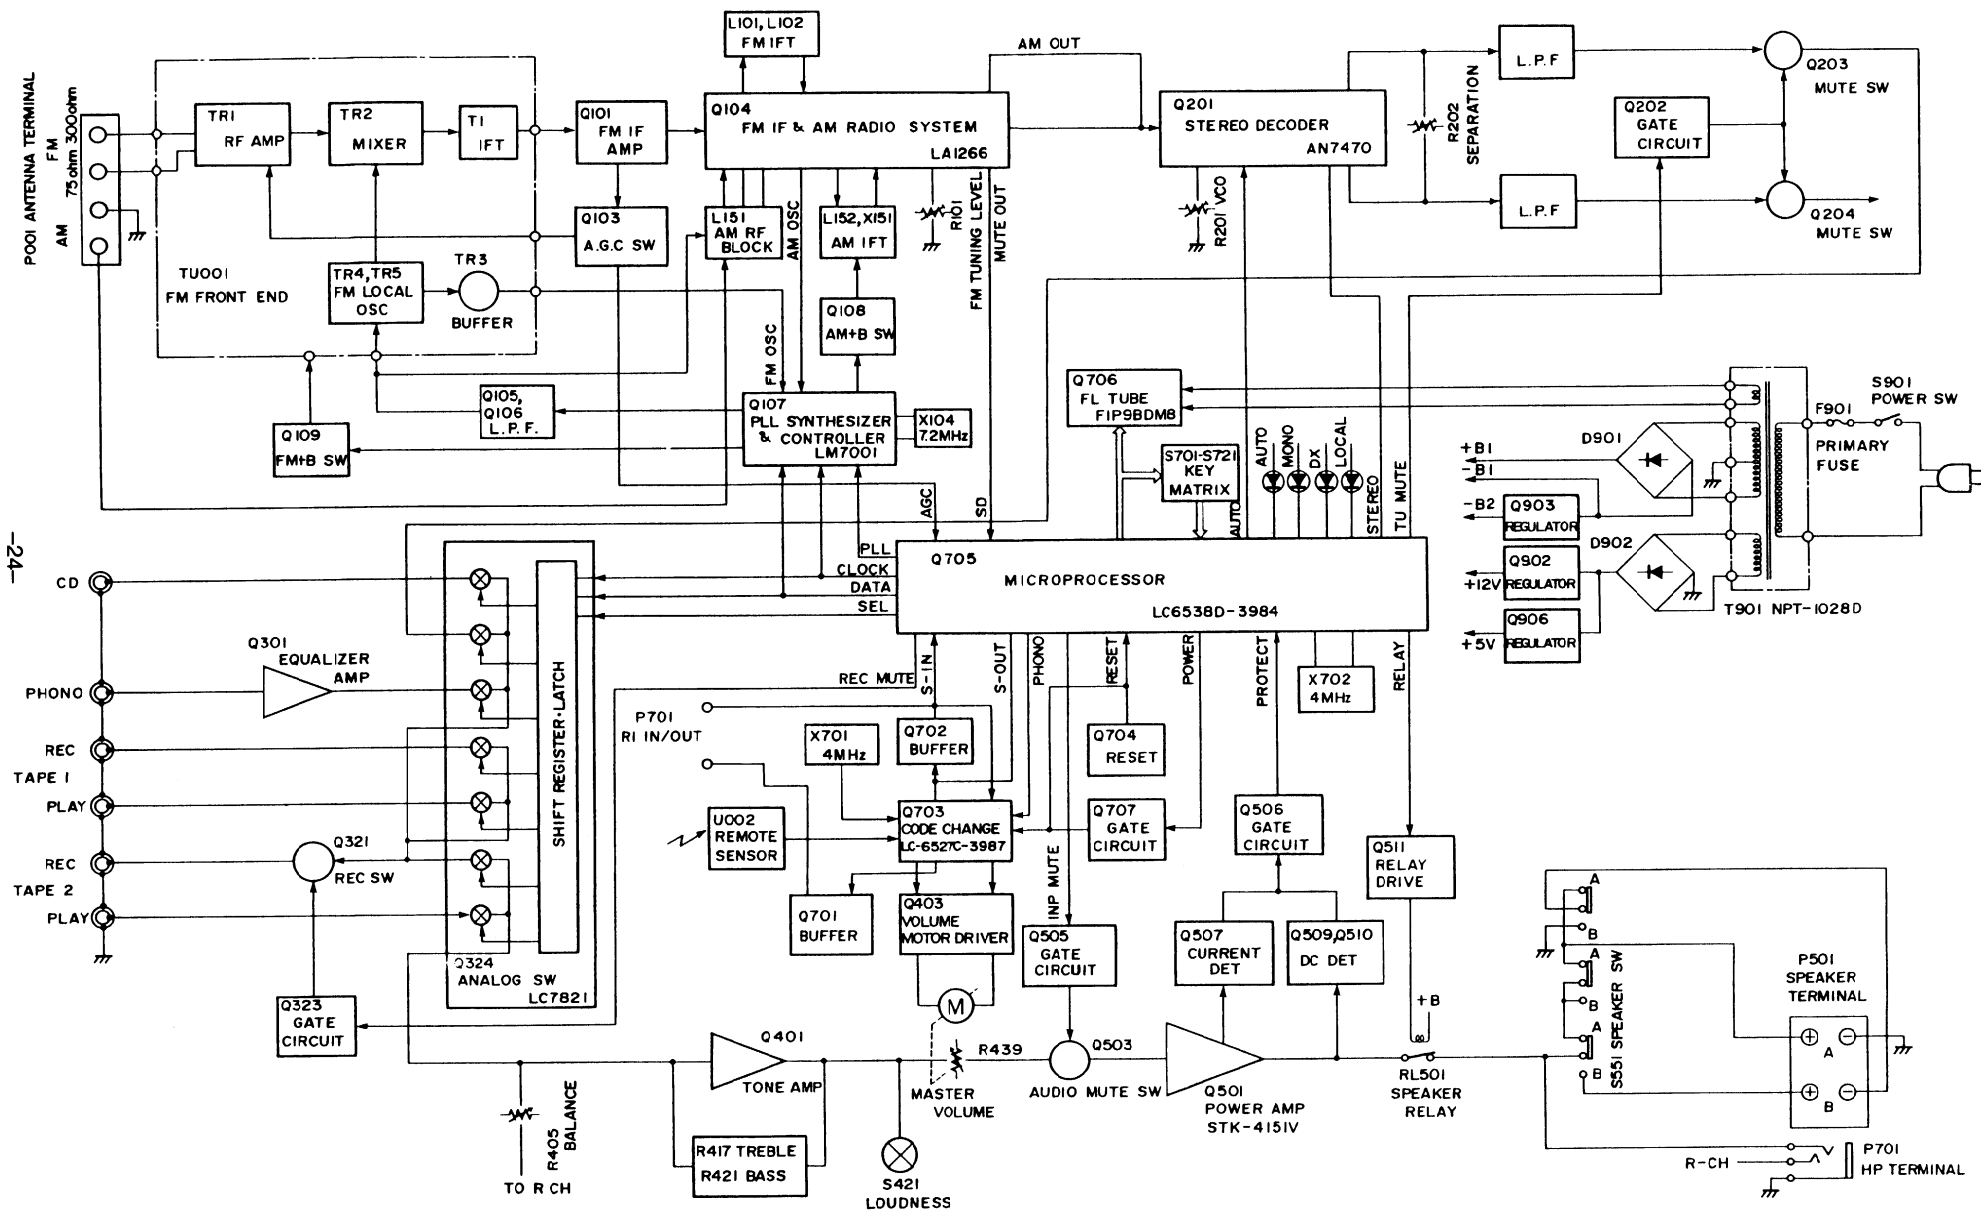 L101, L102
FM IFT
AM OUT
P001 ANTENNA TERMINAL
FM
300ohm
75ohm
AM
TR1
RF AMP
TR2
MIXER
T1
IFT
Q101
FM IF
AMP
Q104
FM IF & AM RADIO SYSTEM
LA1266
Q201
STEREO DECODER
AN7470
R202
SEPARATION
L.P.F
Q203
MUTE SW
Q202
GATE
CIRCUIT
L.P.F
Q204
MUTE SW
Q103
A.G.C SW
L151
AM RF
BLOCK
AM OSC
L152, X151
AM IFT
R101
FM TUNING LEVEL
MUTE OUT
R201 VCO
TU001
FM FRONT END
TR4, TR5
FM LOCAL
OSC
TR3
BUFFER
FM OSC
Q108
AM+B SW
Q105,
Q106
L.P.F.
Q107
PLL SYNTHESIZER
& CONTROLLER
LM7001
X104
7.2MHz
Q109
FM+B SW
Q706
FL TUBE
FIP9BDM8
S701-S721
KEY
MATRIX
AUTO
MONO
DX
LOCAL
AUTO
STEREO
TU MUTE
+B1
-B1
-B2
D901
Q903
REGULATOR
D902
Q902
REGULATOR
+12V
Q906
REGULATOR
+5V
F901
PRIMARY
FUSE
S901
POWER SW
T901 NPT-1028D
AGC
SD
-24-
PLL
CLOCK
DATA
SEL
Q705
MICROPROCESSOR
LC6538D-3984
CD
Q301
EQUALIZER
AMP
PHONO
REC
TAPE 1
PLAY
REC
TAPE 2
PLAY
Q321
REC SW
SHIFT REGISTER·LATCH
Q324
ANALOG SW
LC7821
Q323
GATE
CIRCUIT
REC MUTE
S-IN
S-OUT
PHONO
RESET
POWER
PROTECT
X702
4MHz
RELAY
P701
RI IN/OUT
X701
4MHz
Q702
BUFFER
Q704
RESET
U002
REMOTE
SENSOR
Q703
CODE CHANGE
LC-6527C-3987
Q707
GATE
CIRCUIT
Q506
GATE
CIRCUIT
Q511
RELAY
DRIVE
Q701
BUFFER
Q403
VOLUME
MOTOR DRIVER
INP MUTE
Q505
GATE
CIRCUIT
Q507
CURRENT
DET
Q509, Q510
DC DET
M
+B
A
B
A
B
A
B
S551 SPEAKER SW
P501
SPEAKER
TERMINAL
A
B
Q401
TONE AMP
R439
MASTER
VOLUME
Q503
AUDIO MUTE SW
Q501
POWER AMP
STK-4151V
RL501
SPEAKER
RELAY
R405
BALANCE
TO R CH
R417 TREBLE
R421 BASS
S421
LOUDNESS
R-CH
P701
HP TERMINAL